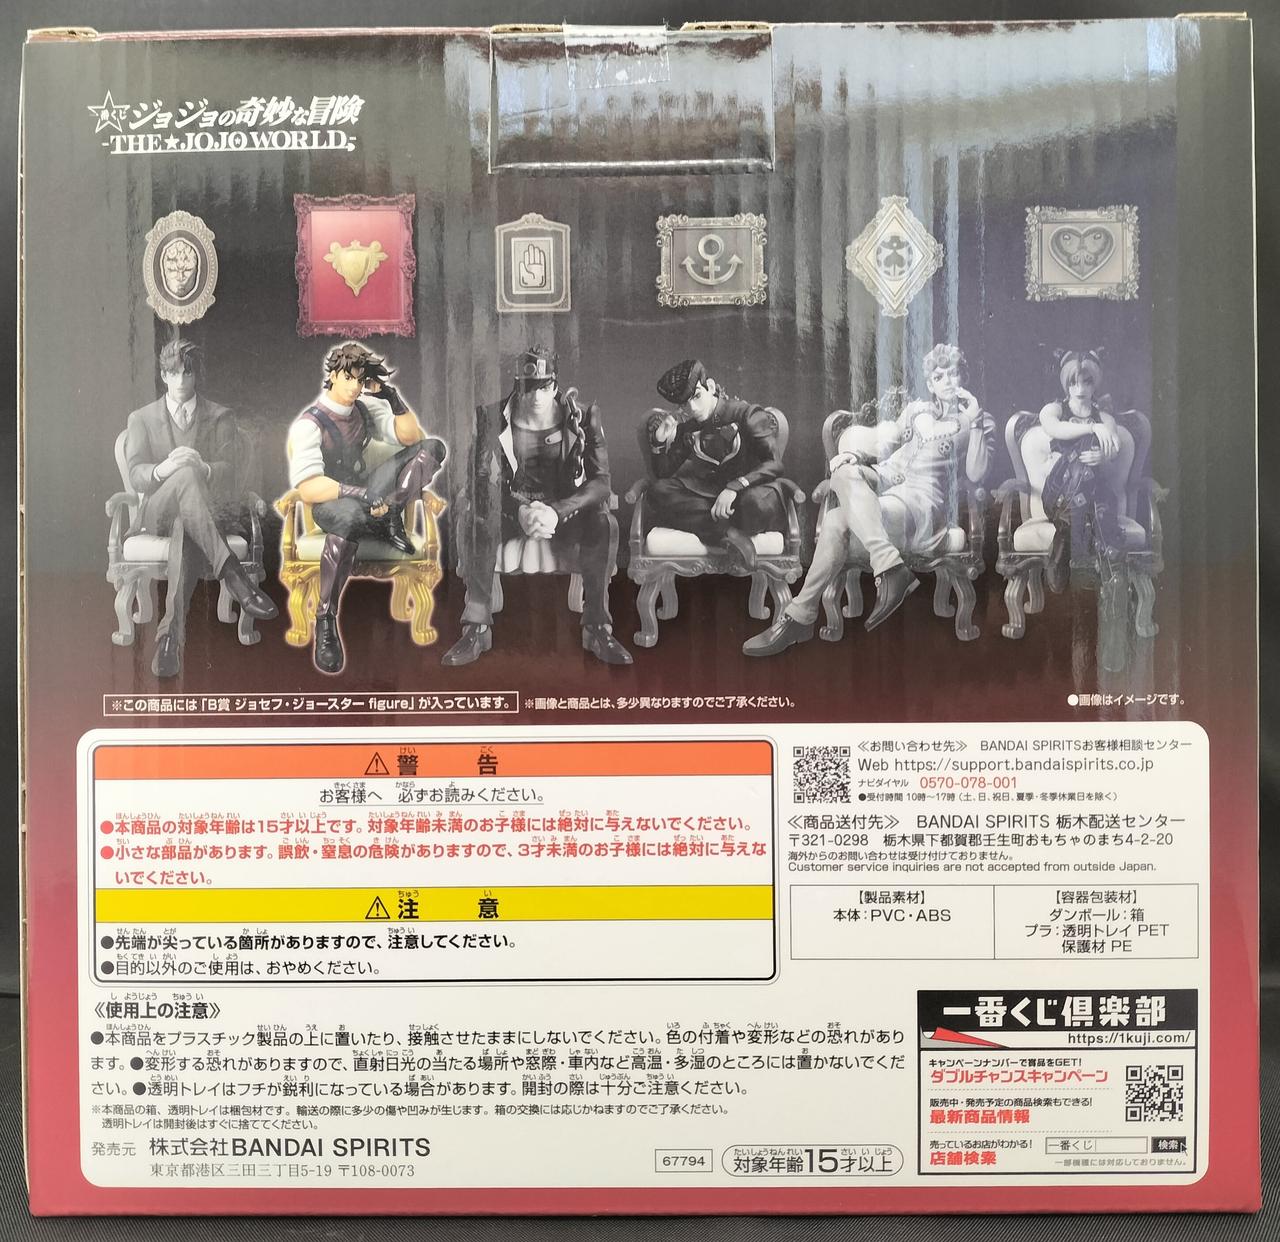 一番くじ ジョジョの奇妙な冒険
-THE★JOJO WORLD-
※この商品には「B賞 ジョセフ・ジョースター figure」が入っています。
※画像と商品とは、多少異なりますのでご了承ください。
●画像はイメージです。
⚠警告
お客様へ 必ずお読みください。
●本商品の対象年齢は15才以上です。対象年齢未満のお子様には絶対に与えないでください。
●小さな部品があります。誤飲・窒息の危険がありますので、3才未満のお子様には絶対に与えな
いでください。
⚠注意
●先端が尖っている箇所がありますので、注意してください。
●目的以外のご使用は、おやめください。
≪お問い合わせ先≫ BANDAI SPIRITSお客様相談センター
Web https://support.bandaispirits.co.jp
ナビダイヤル 0570-078-001
●受付時間 10時〜17時(土、日、祝日、夏季・冬季休業日を除く)
≪商品送付先≫ BANDAI SPIRITS 栃木配送センター
〒321-0298 栃木県下都賀郡壬生町おもちゃのまち4-2-20
海外からのお問い合わせは受け付けておりません。
Customer service inquiries are not accepted from outside Japan.
【製品素材】
本体:PVC・ABS
【容器包装材】
ダンボール:箱
プラ:透明トレイ PET
保護材 PE
≪使用上の注意≫
●本商品をプラスチック製品の上に置いたり、接触させたままにしないでください。色の付着や変形などの恐れがあり
ます。●変形する恐れがありますので、直射日光の当たる場所や窓際・車内など高温・多湿のところには置かないでくだ
さい。●透明トレイはフチが鋭利になっている場合があります。開封の際は十分ご注意ください。
※本商品の箱、透明トレイは梱包材です。輸送の際に多少の傷や凹みが生じます。箱の交換には応じかねますのでご了承ください。
透明トレイは開封後はすぐに捨ててください。
発売元 株式会社BANDAI SPIRITS
東京都港区三田三丁目5-19 〒108-0073
67794
対象年齢15才以上
一番くじ倶楽部
https://1kuji.com/
キャンペーンナンバーで賞品をGET!
ダブルチャンスキャンペーン
販売中・発売予定の商品検索もできる!
最新商品情報
売っているお店がわかる!
店舗検索
一番くじ 検索
一部機種には対応しておりません。